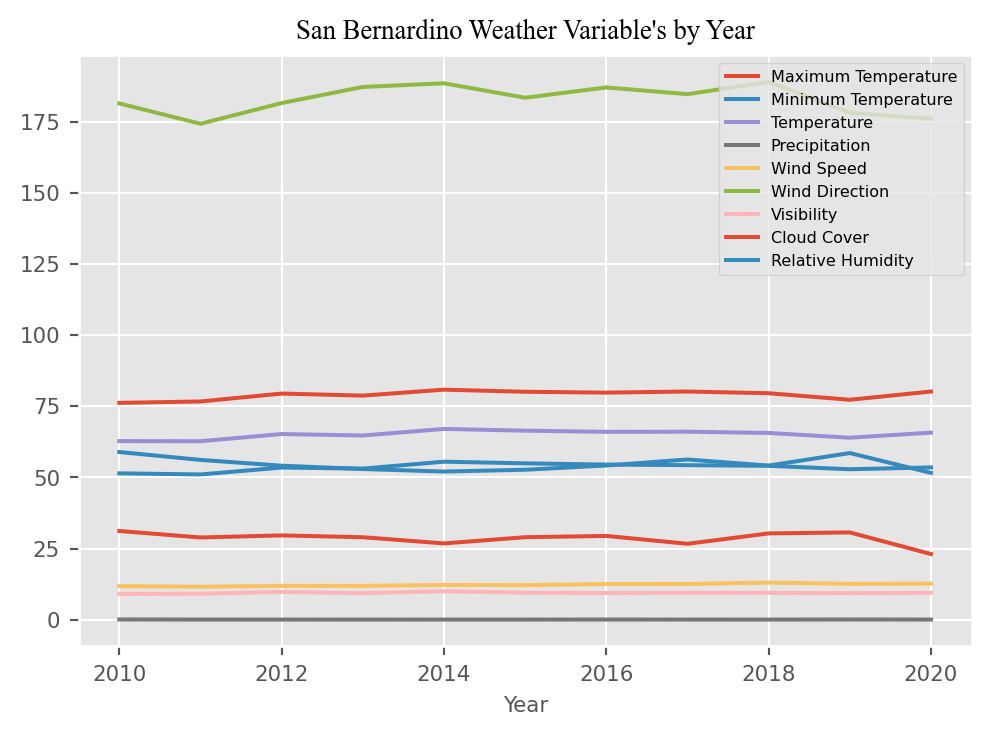 San Bernardino Weather Variable's by Year
Maximum Temperature
Minimum Temperature
Temperature
Precipitation
Wind Speed
Wind Direction
Visibility
Cloud Cover
Relative Humidity
175
150
125
100
75
50
25
0
2010 2012 2014 2016 2018 2020
Year